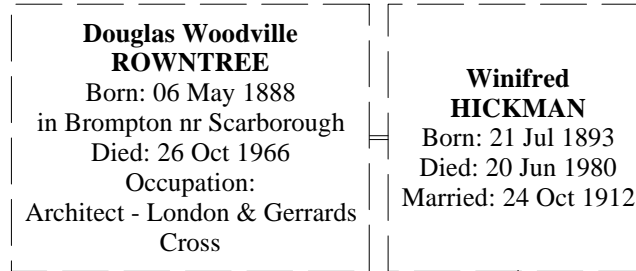 Douglas Woodville
ROWNTREE
Born: 06 May 1888
in Brompton nr Scarborough
Died: 26 Oct 1966
Occupation:
Architect - London & Gerrards
Cross
Winifred
HICKMAN
Born: 21 Jul 1893
Died: 20 Jun 1980
Married: 24 Oct 1912